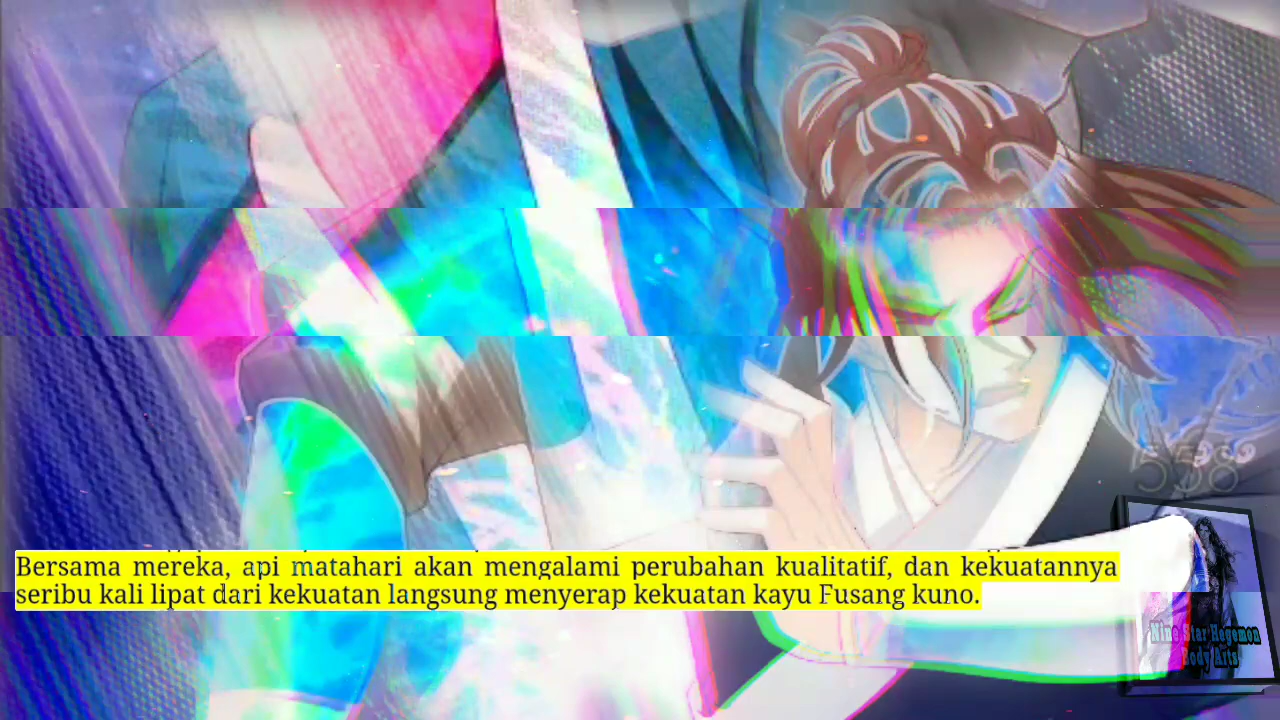 558
Bersama mereka, api matahari akan mengalami perubahan kualitatif, dan kekuatannya
seribu kali lipat dari kekuatan langsung menyerap kekuatan kayu Fusang kuno.
Nine Star Hegemon
Body Arts